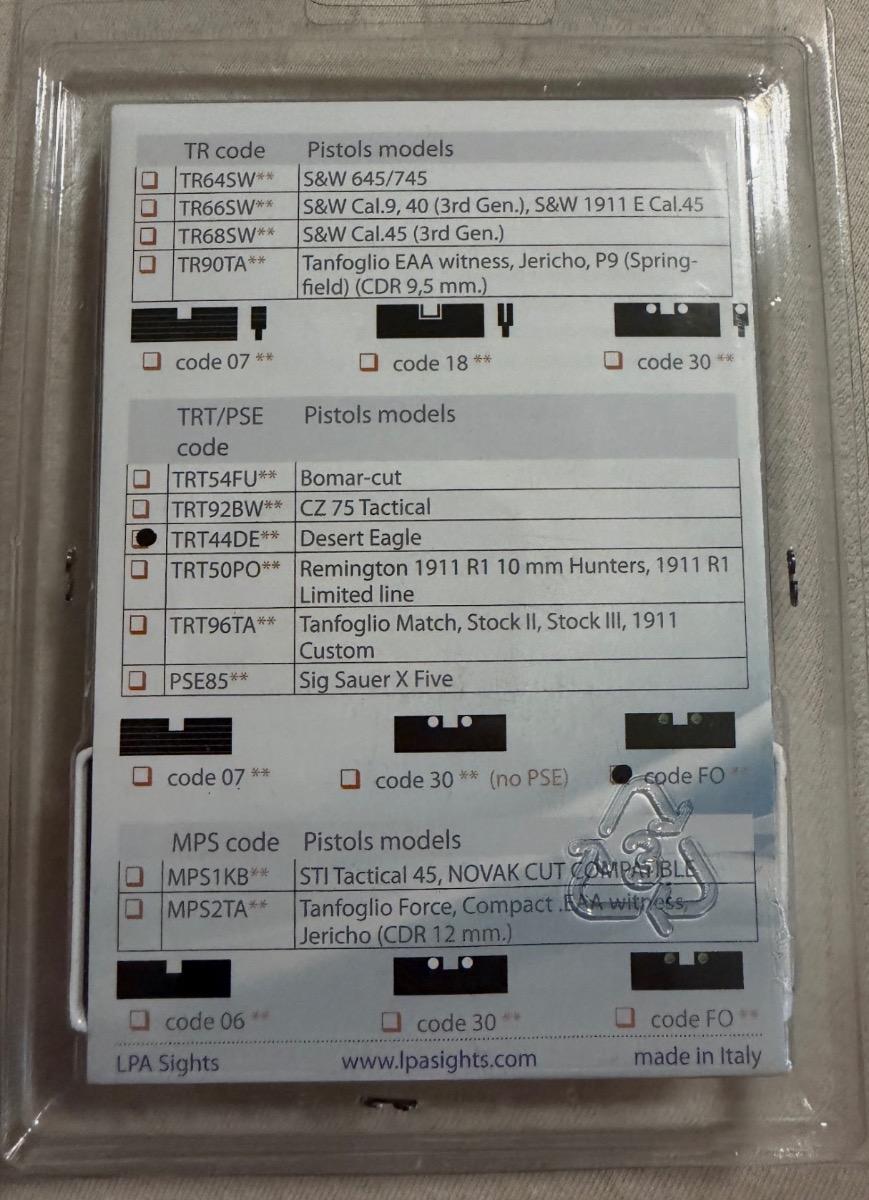 TR code Pistols models
TR64SW** S&W 645/745
TR66SW** S&W Cal.9, 40 (3rd Gen.), S&W 1911 E Cal.45
TR68SW** S&W Cal.45 (3rd Gen.)
TR90TA** Tanfoglio EAA witness, Jericho, P9 (Spring-
field) (CDR 9,5 mm.)
code 07 ** code 18 ** code 30 **
TRT/PSE Pistols models
code
TRT54FU** Bomar-cut
TRT92BW** CZ 75 Tactical
TRT44DE** Desert Eagle
TRT50PO** Remington 1911 R1 10 mm Hunters, 1911 R1
Limited line
TRT96TA** Tanfoglio Match, Stock II, Stock III, 1911
Custom
PSE85** Sig Sauer X Five
code 07 ** code 30 ** (no PSE) code FO **
MPS code Pistols models
MPS1KB** STI Tactical 45, NOVAK CUT COMPATIBLE
MPS2TA** Tanfoglio Force, Compact .EAA witness,
Jericho (CDR 12 mm.)
3
code 06 ** code 30 ** code FO **
LPA Sights www.lpasights.com made in Italy